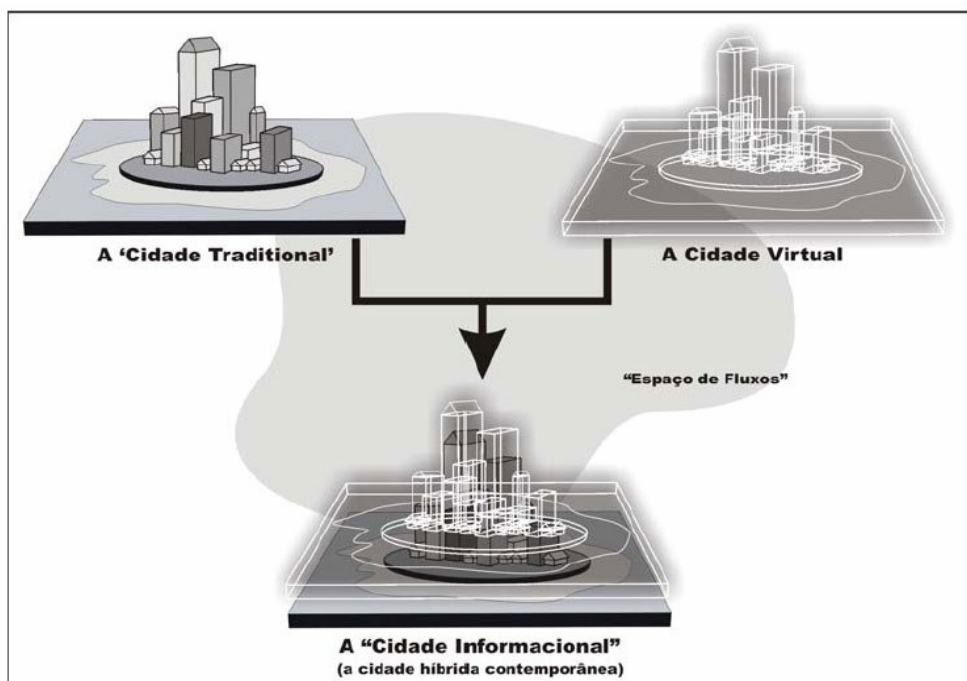 A ‘Cidade Traditional’
A Cidade Virtual
“Espaço de Fluxos”
A “Cidade Informacional”
(a cidade híbrida contemporânea)